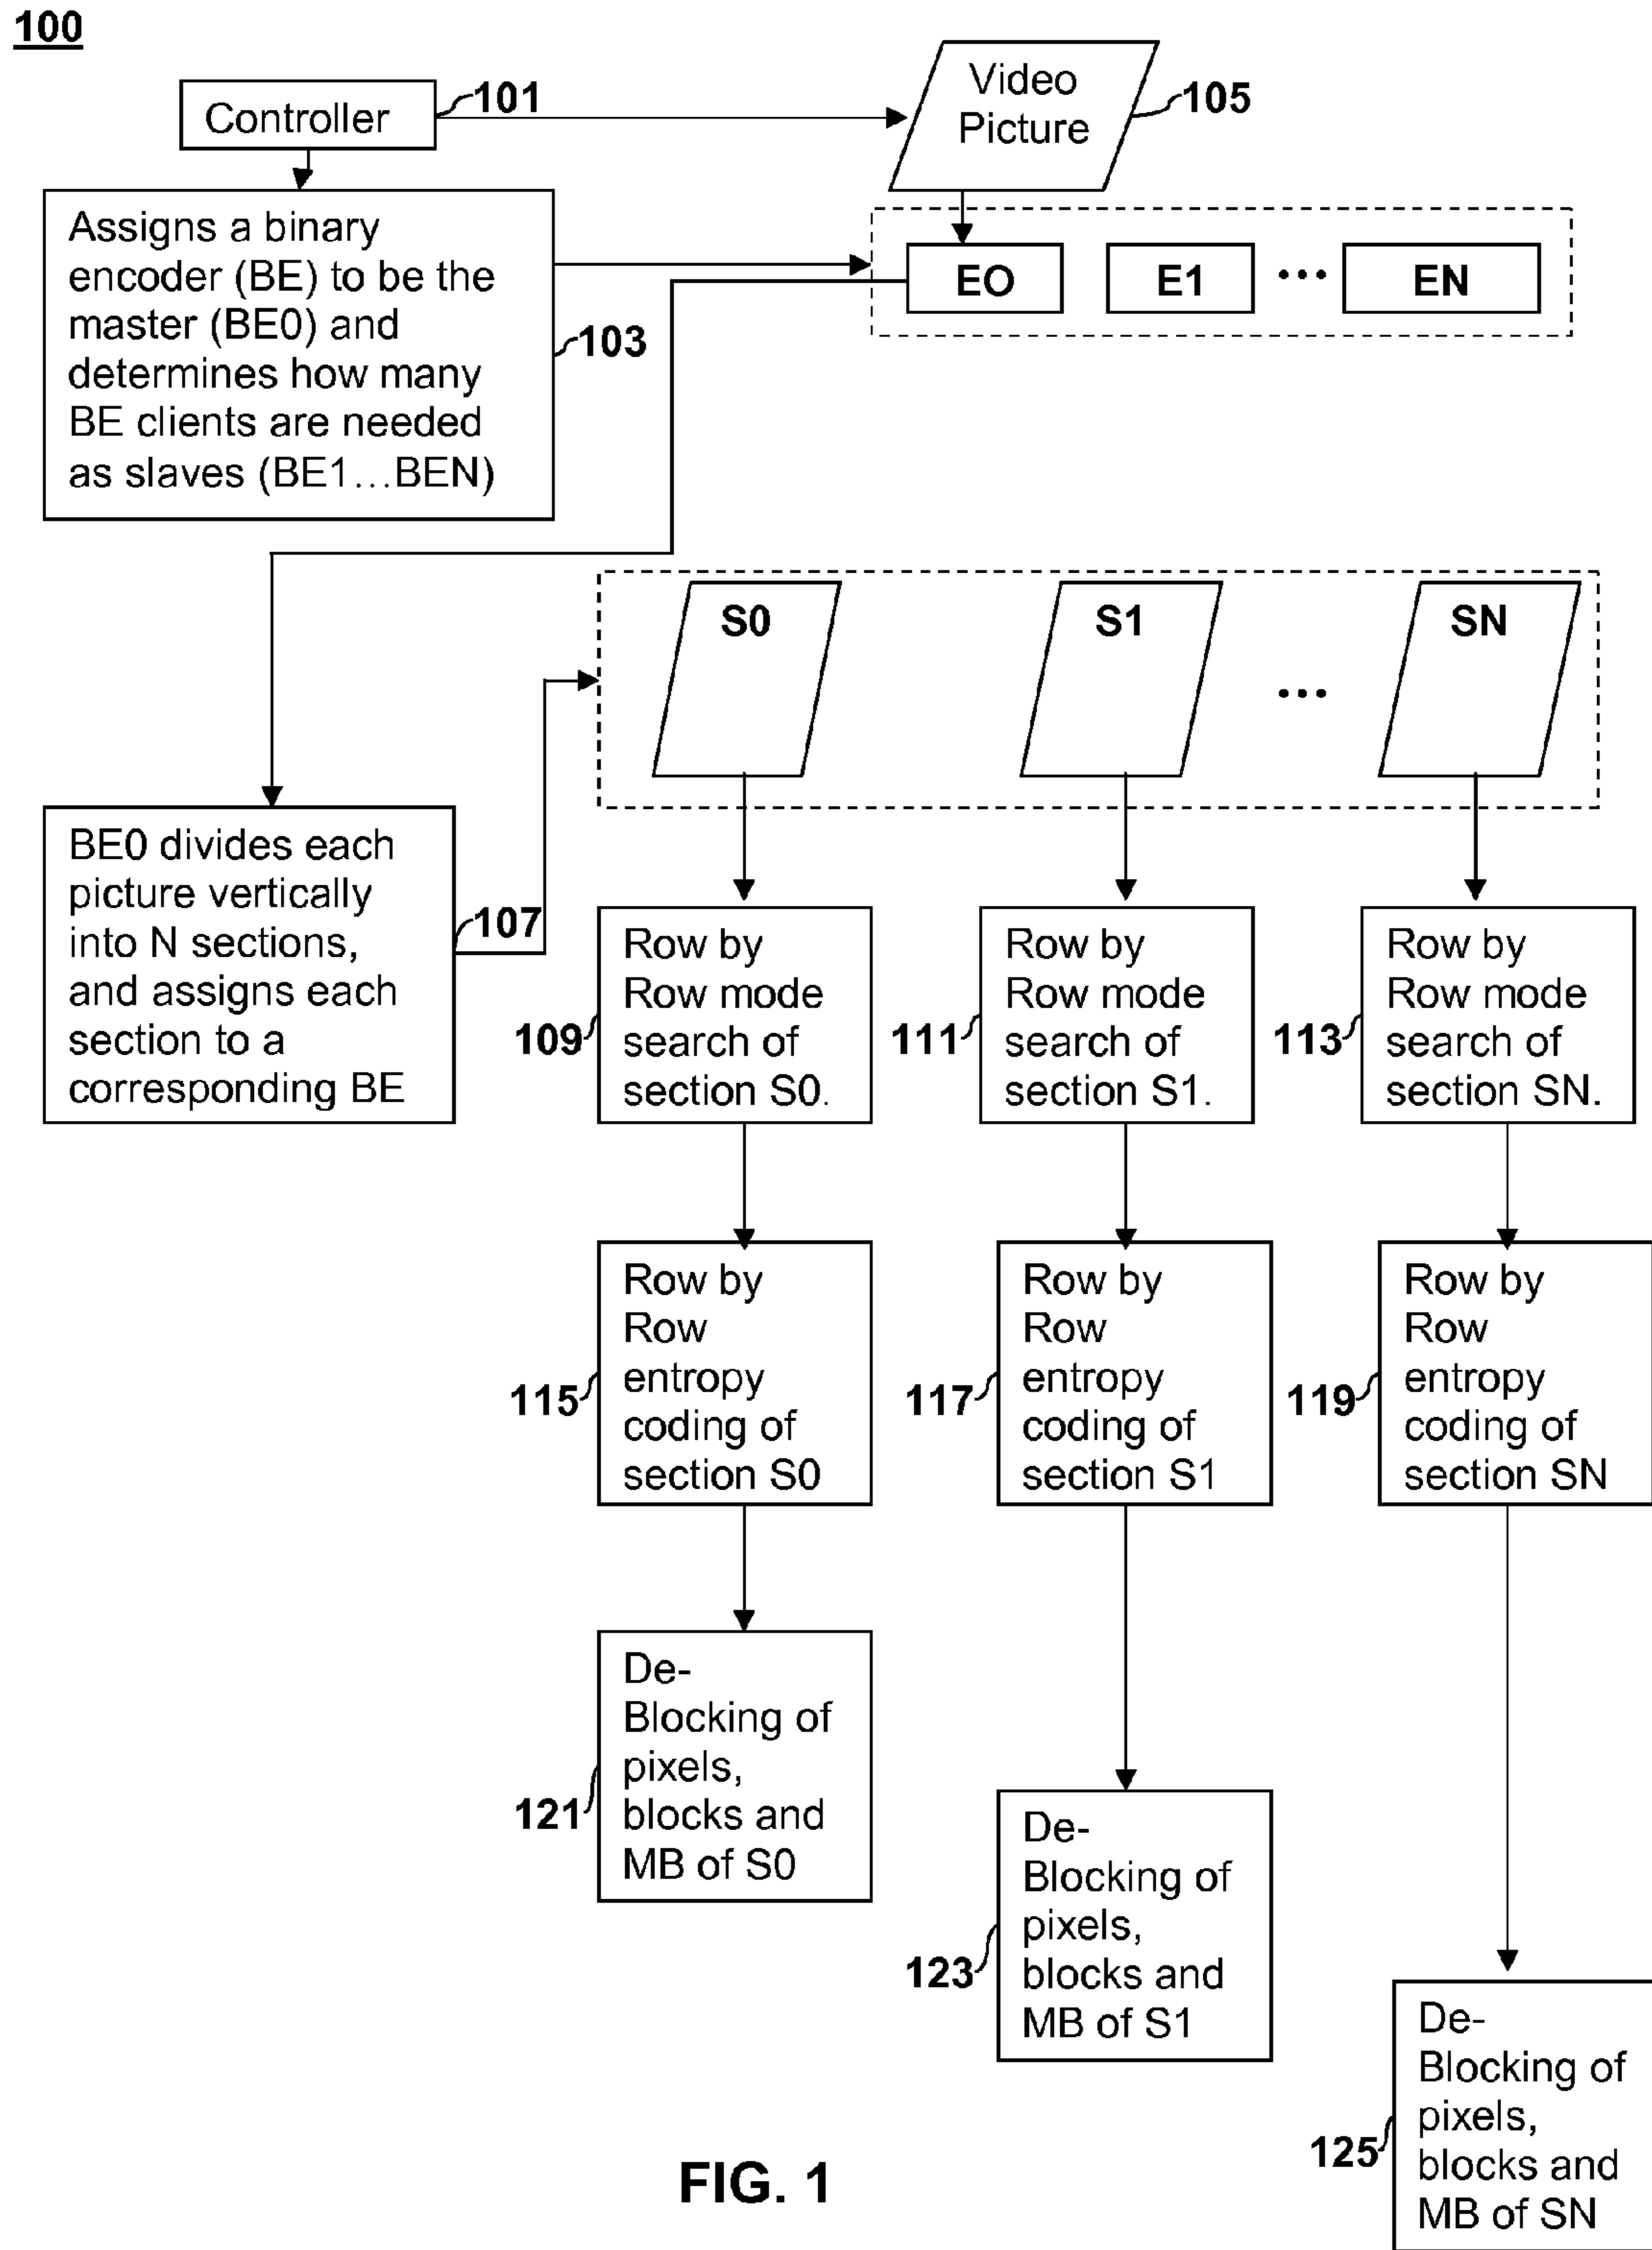 100
Controller
101
Video
Picture
105
Assigns a binary
encoder (BE) to be the
master (BE0) and
determines how many
BE clients are needed
as slaves (BE1...BEN)
103
EO
E1
...
EN
S0
S1
...
SN
BE0 divides each
picture vertically
into N sections,
and assigns each
section to a
corresponding BE
107
109
Row by
Row mode
search of
section S0.
111
Row by
Row mode
search of
section S1.
113
Row by
Row mode
search of
section SN.
115
Row by
Row
entropy
coding of
section S0
117
Row by
Row
entropy
coding of
section S1
119
Row by
Row
entropy
coding of
section SN
121
De-
Blocking of
pixels,
blocks and
MB of S0
123
De-
Blocking of
pixels,
blocks and
MB of S1
125
De-
Blocking of
pixels,
blocks and
MB of SN
FIG. 1